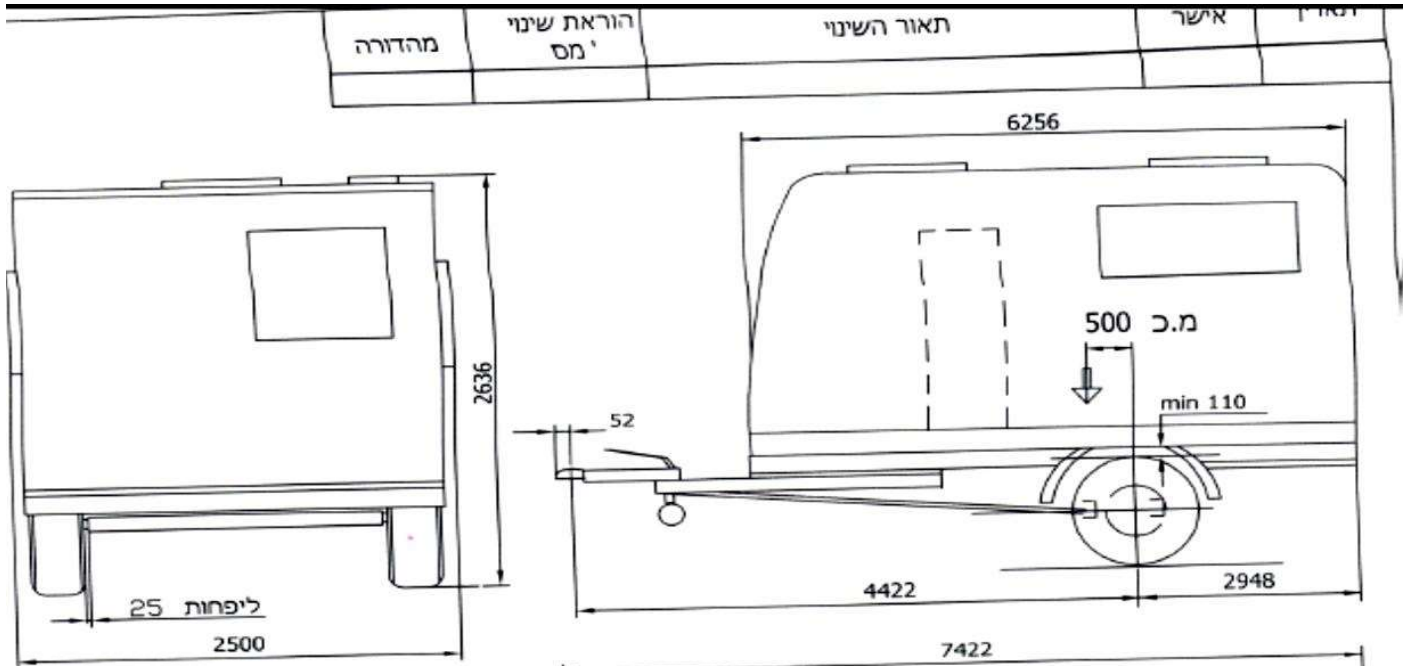 אישר
תאור השינוי
הוראת שינוי
מס'
מהדורה
6256
2636
500 מ.כ
min 110
52
4422
2948
ליפחות 25
2500
7422